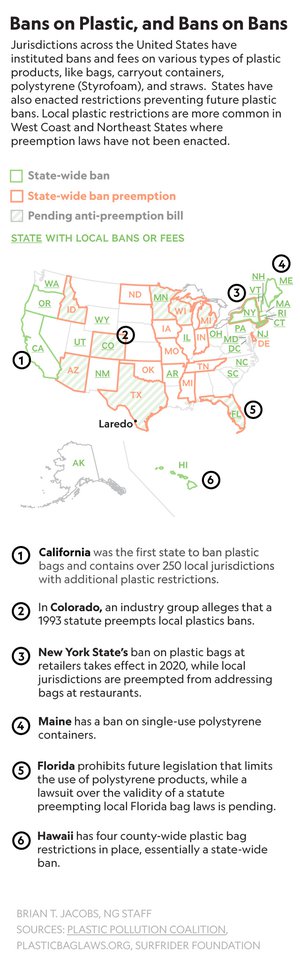 Bans on Plastic, and Bans on Bans
Jurisdictions across the United States have
instituted bans and fees on various types of plastic
products, like bags, carryout containers,
polystyrene (Styrofoam), and straws. States have
also enacted restrictions preventing future plastic
bans. Local plastic restrictions are more common in
West Coast and Northeast States where
preemption laws have not been enacted.
State-wide ban
State-wide ban preemption
Pending anti-preemption bill
STATE WITH LOCAL BANS OR FEES
4
NH
ME
VT
3
WA
ND
MN
MA
OR
ID
WI
NY
RI
MI
CT
WY
IA
PA
NJ
2
OH
MD
DE
1
CA
UT
CO
IL
IN
DC
MO
NC
AZ
NM
OK
AR
TN
SC
MS
TX
Laredo
FL
5
AK
HI
6
1 California was the first state to ban plastic
bags and contains over 250 local jurisdictions
with additional plastic restrictions.
2 In Colorado, an industry group alleges that a
1993 statute preempts local plastics bans.
3 New York State's ban on plastic bags at
retailers takes effect in 2020, while local
jurisdictions are preempted from addressing
bags at restaurants.
4 Maine has a ban on single-use polystyrene
containers.
5 Florida prohibits future legislation that limits
the use of polystyrene products, while a
lawsuit over the validity of a statute
preempting local Florida bag laws is pending.
6 Hawaii has four county-wide plastic bag
restrictions in place, essentially a state-wide
ban.
BRIAN T. JACOBS, NG STAFF
SOURCES: PLASTIC POLLUTION COALITION,
PLASTICBAGLAWS.ORG, SURFRIDER FOUNDATION